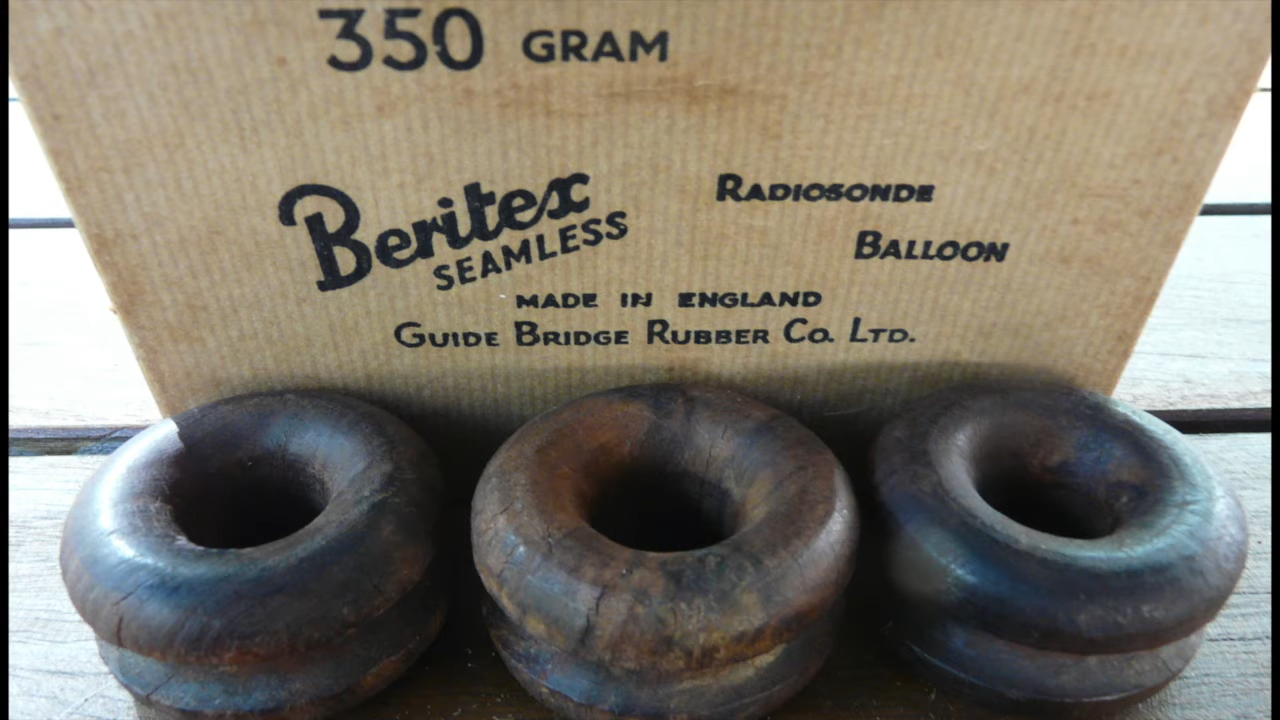 350 GRAM
Beritex
SEAMLESS
RADIOSONDE
BALLOON
MADE IN ENGLAND
GUIDE BRIDGE RUBBER CO. LTD.